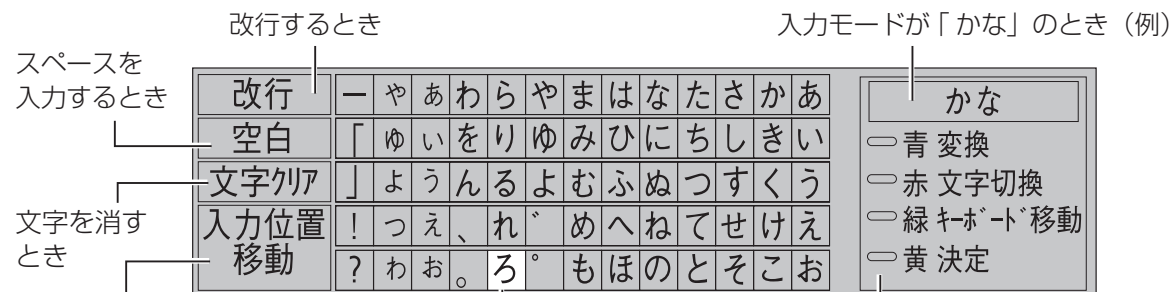 改行するとき
入力モードが「かな」のとき（例）
スペースを
入力するとき
文字を消す
とき
改行
空白
文字クリア
入力位置
移動
ー ゃ ぁ わ ら や ま は な た さ か あ
「 ゅ ぃ を り ゆ み ひ に ち し き い
」 ょ ぅ ん る よ む ふ ぬ つ す く う
! っ ぇ 、 れ ゛ め へ ね て せ け え
? ゎ ぉ 。 ろ ゜ も ほ の と そ こ お
かな
青 変換
赤 文字切換
緑 ｷｰﾎﾞｰﾄﾞ移動
黄 決定